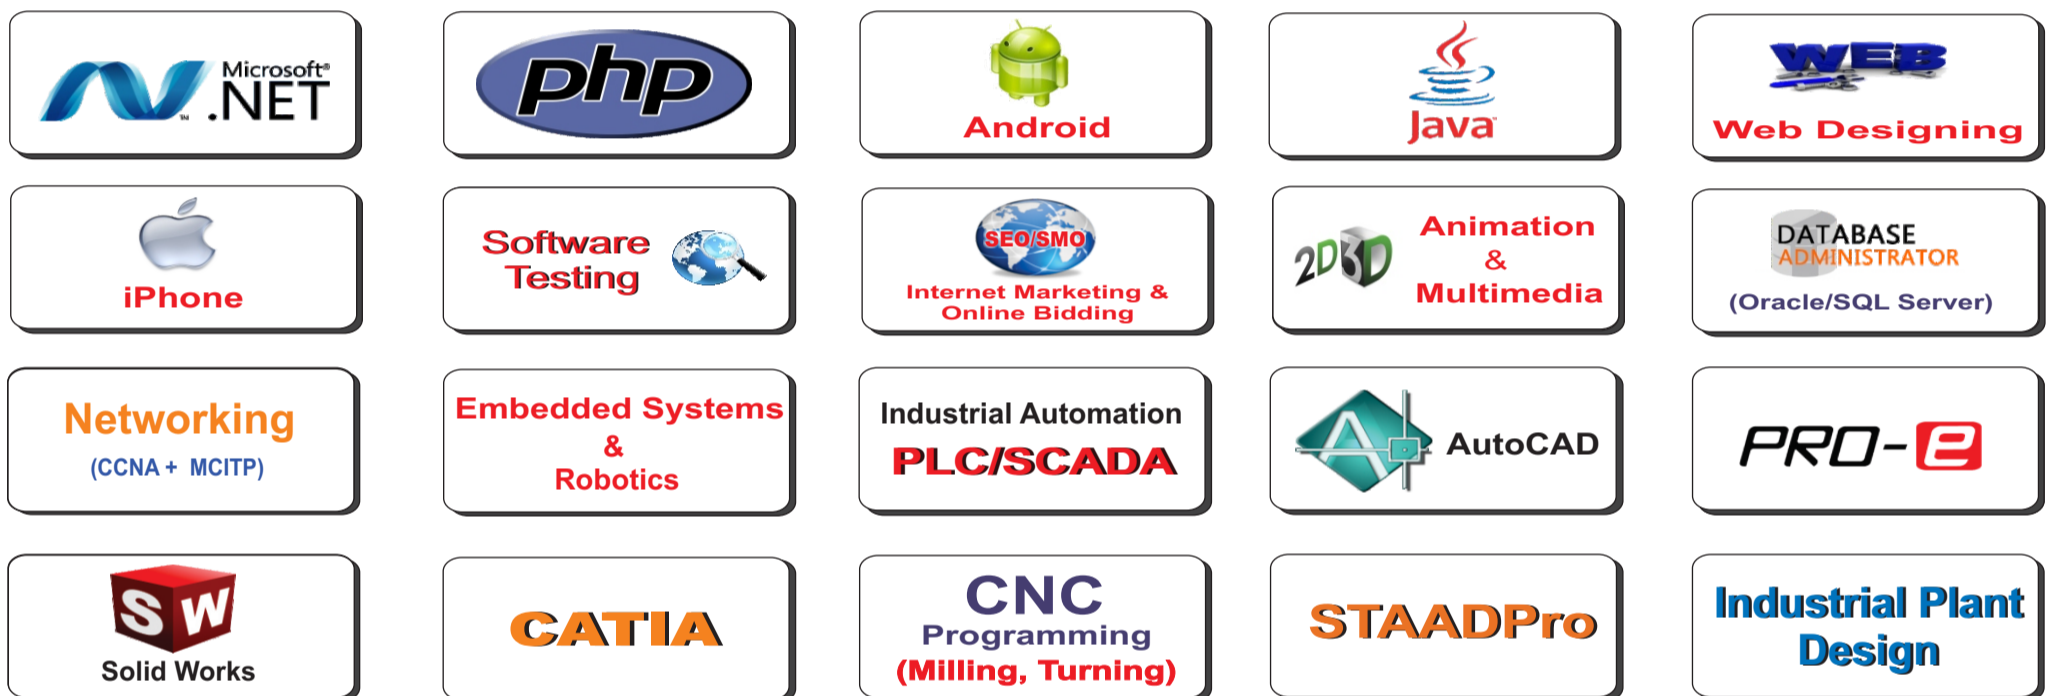 Microsoft®
.NET
php
Android
Java
WEB
Web Designing
iPhone
Software
Testing
SEO/SMO
Internet Marketing &
Online Bidding
2D3D
Animation
&
Multimedia
DATABASE
ADMINISTRATOR
(Oracle/SQL Server)
Networking
(CCNA + MCITP)
Embedded Systems
&
Robotics
Industrial Automation
PLC/SCADA
A
AutoCAD
PRO-e
SW
Solid Works
CATIA
CNC
Programming
(Milling, Turning)
STAADPro
Industrial Plant
Design